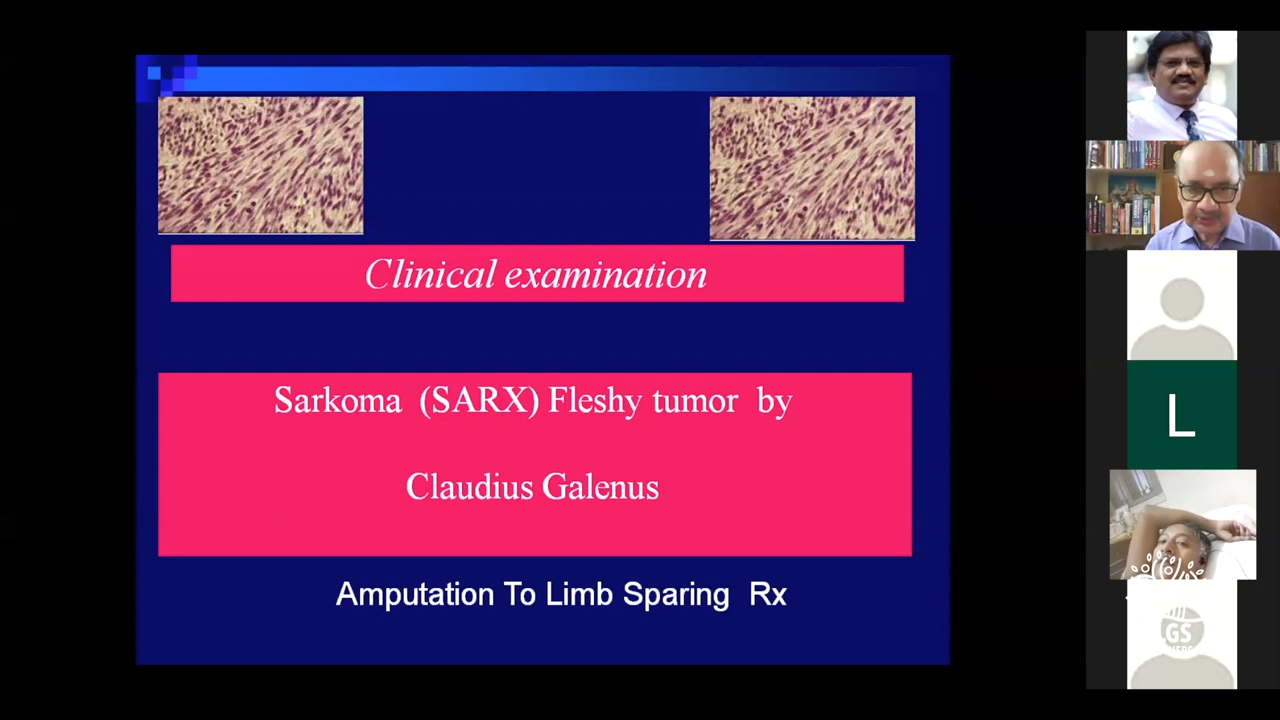 Clinical examination
Sarkoma (SARX) Fleshy tumor by
Claudius Galenus
Amputation To Limb Sparing Rx
L
GS